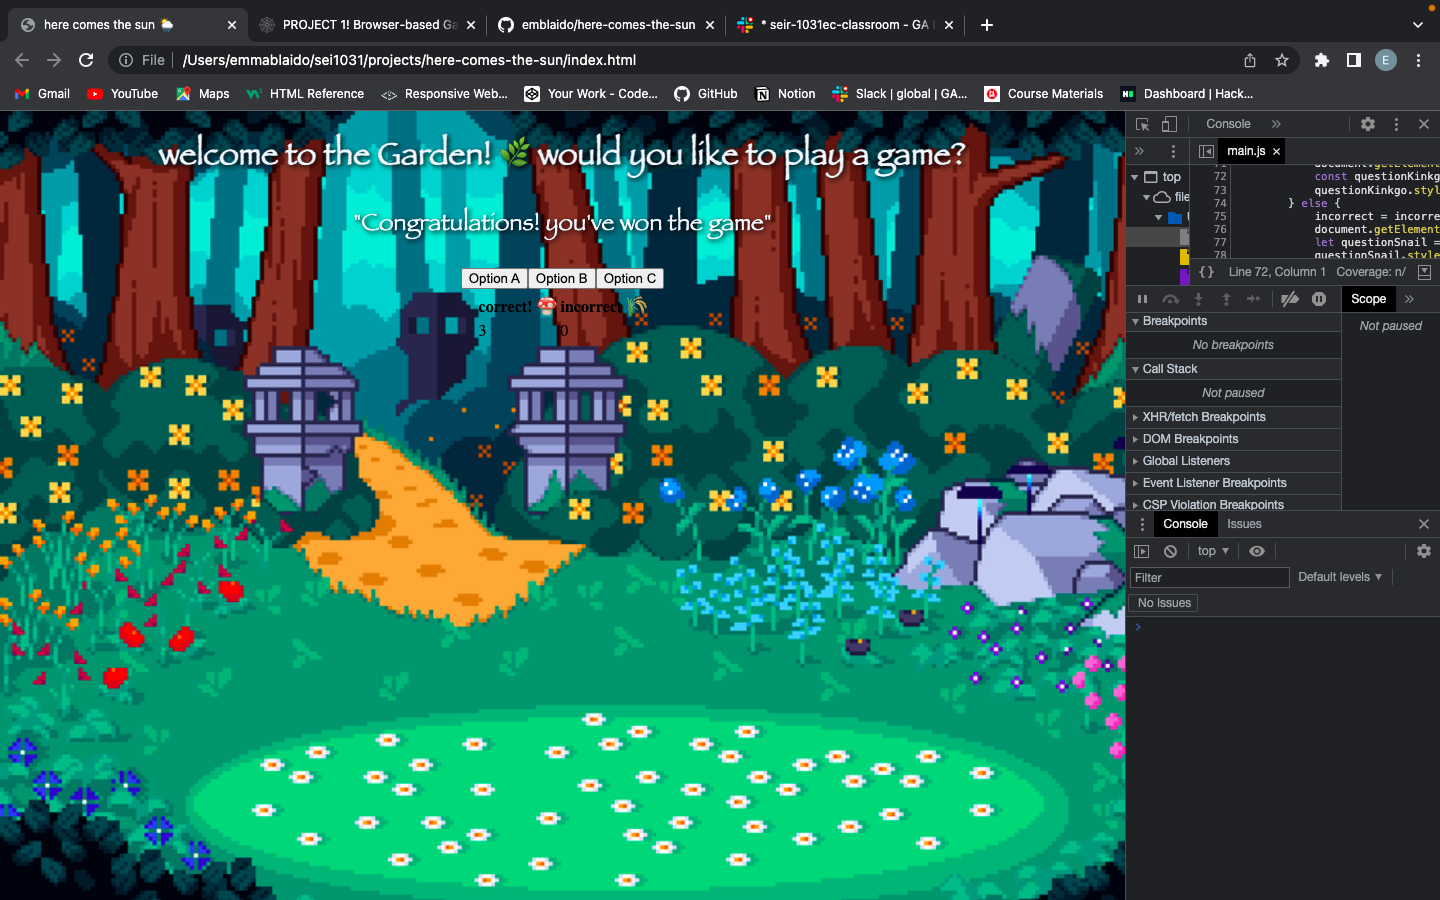 here comes the sun 🌦
PROJECT 1! Browser-based Ga
emblaido/here-comes-the-sun
* seir-1031ec-classroom - GA
File
/Users/emmablaido/sei1031/projects/here-comes-the-sun/index.html
E
Gmail
YouTube
Maps
HTML Reference
Responsive Web...
Your Work - Code...
GitHub
Notion
Slack | global | GA...
Course Materials
Dashboard | Hack...
welcome to the Garden! 🌿 would you like to play a game?
"Congratulations! you've won the game"
Option A Option B Option C
correct! 🍄 incorrect 🌾
3 0
Console
main.js
top
file
72 const questionKinkgo
73 questionKinkgo.styl
74 } else {
75 incorrect = incorre
76 document.getElement
77 let questionSnail =
78 questionSnail.style
{} Line 72, Column 1 Coverage: n/
Scope
Not paused
Breakpoints
No breakpoints
Call Stack
Not paused
XHR/fetch Breakpoints
DOM Breakpoints
Global Listeners
Event Listener Breakpoints
CSP Violation Breakpoints
Console Issues
top
Filter
Default levels
No Issues